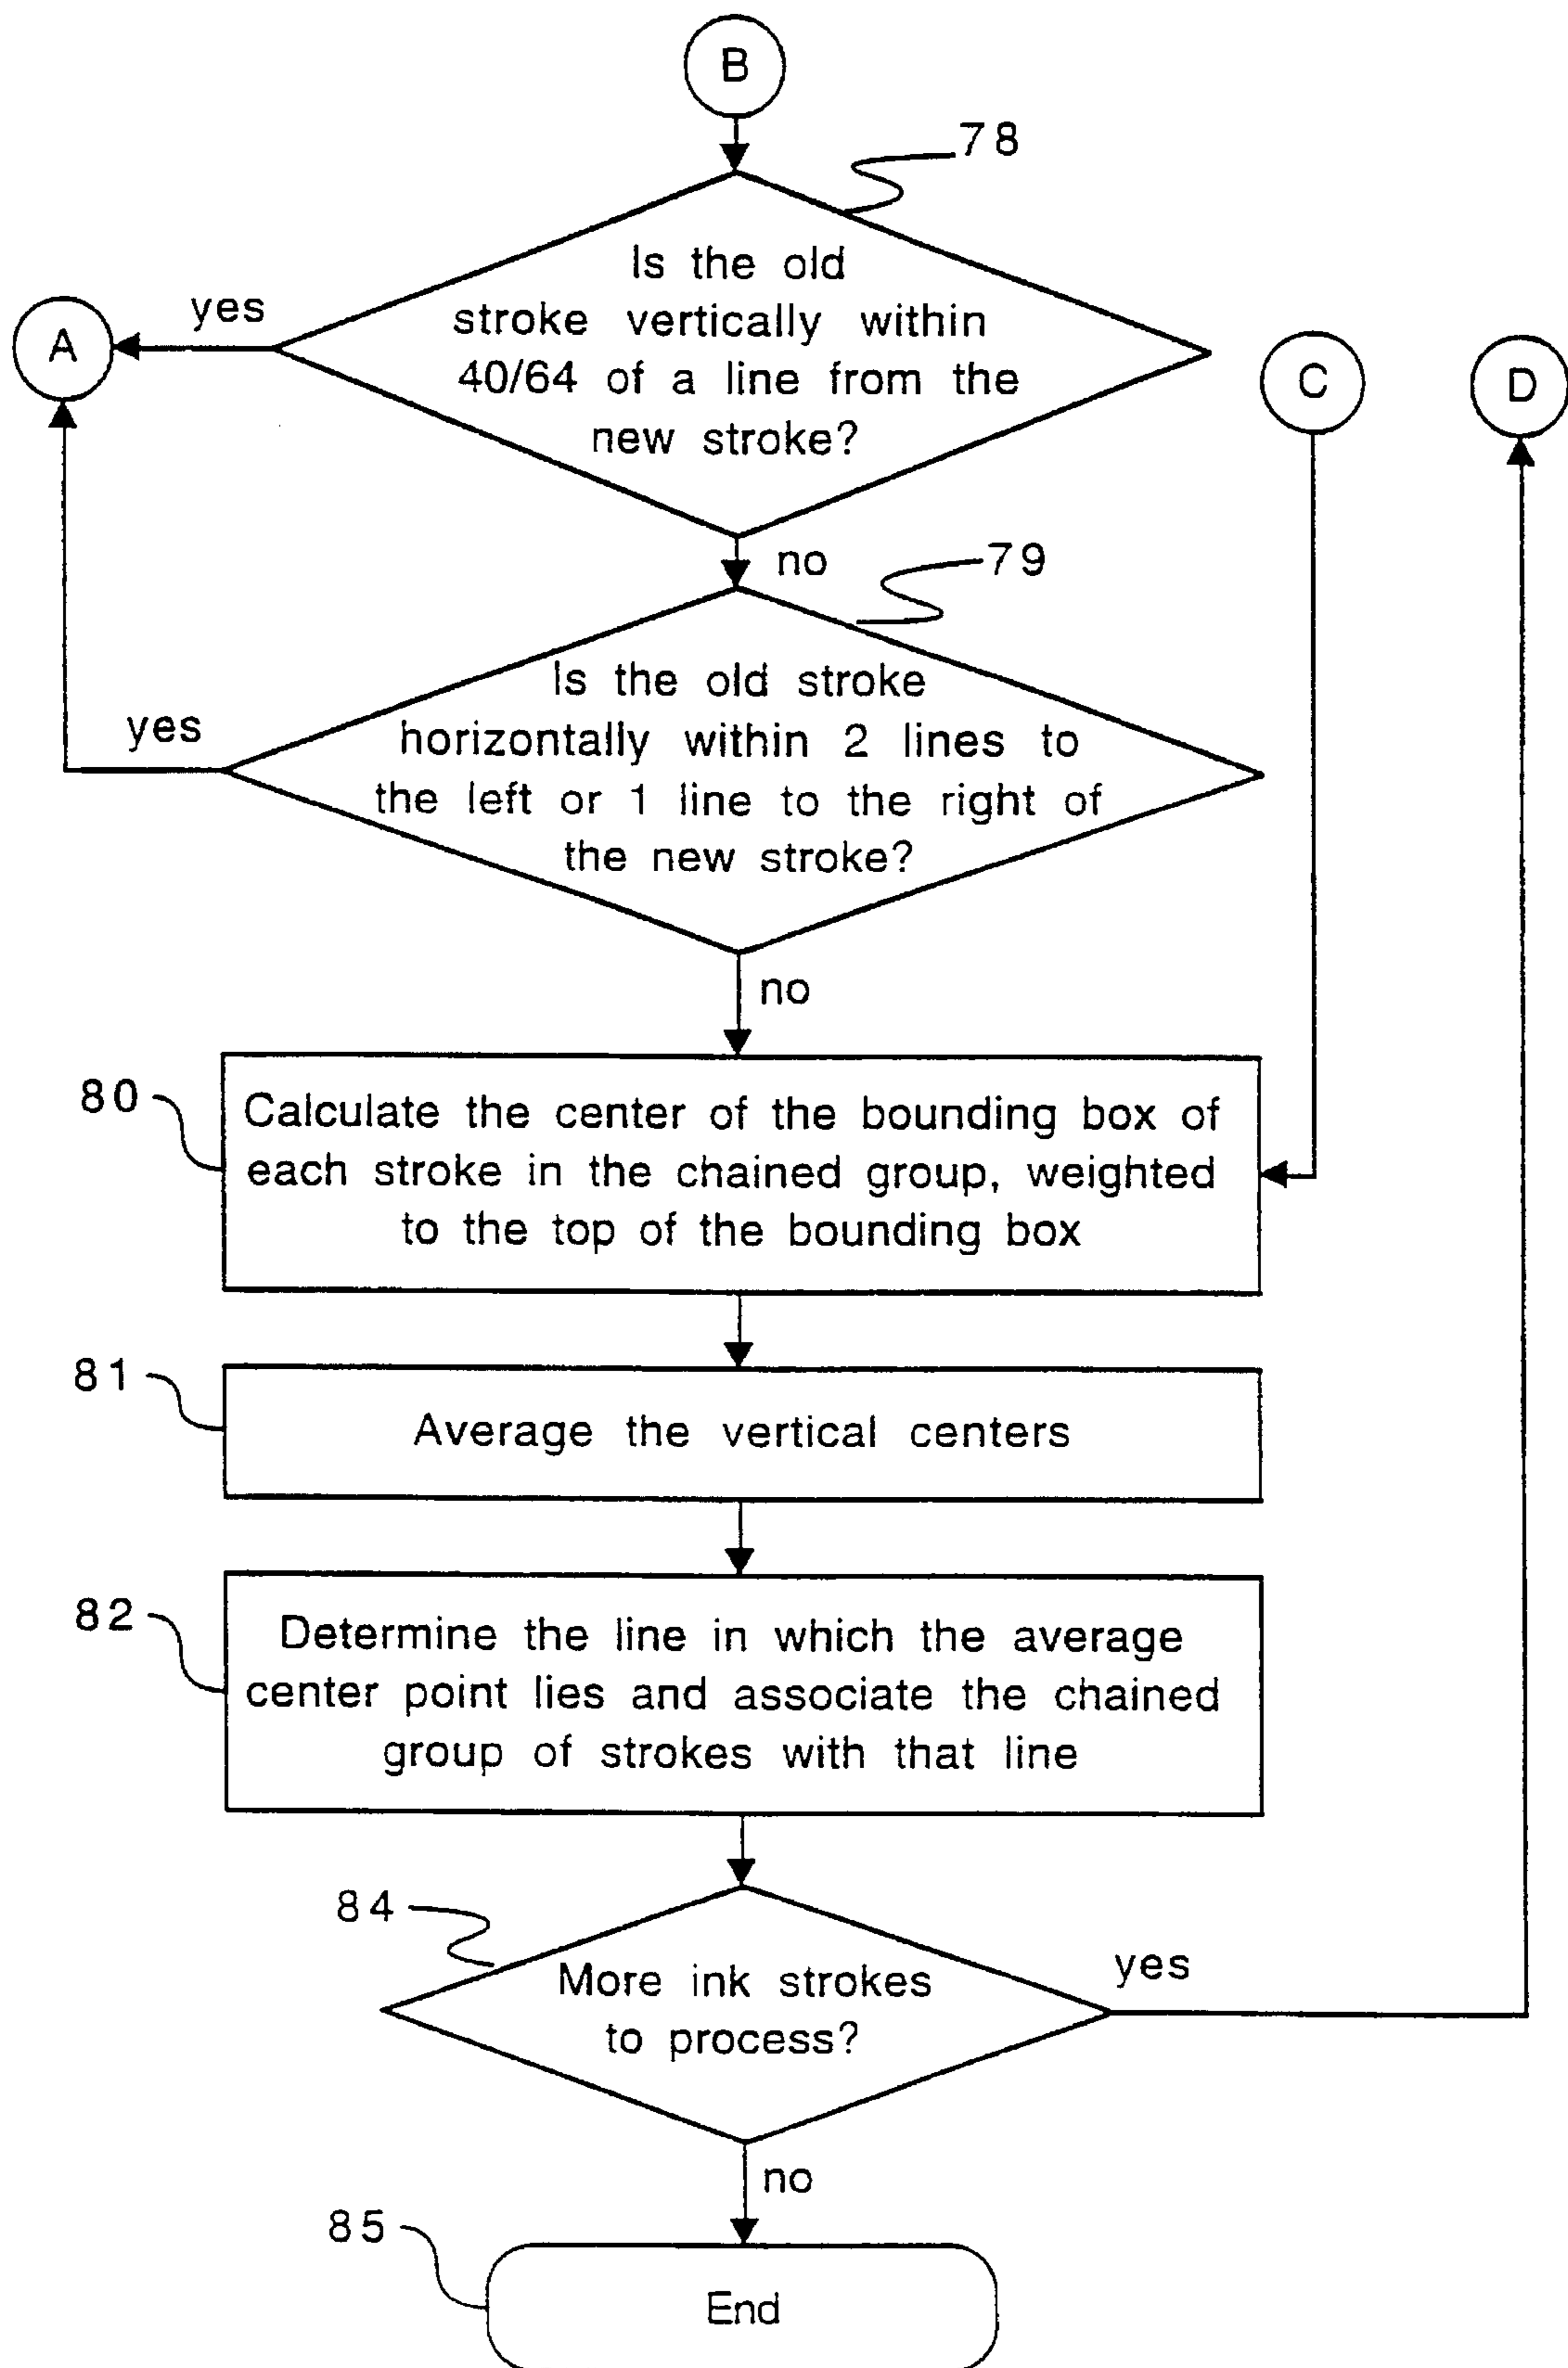 B
78
Is the old
stroke vertically within
40/64 of a line from the
new stroke?
yes
A
C
D
no
79
Is the old stroke
horizontally within 2 lines to
the left or 1 line to the right of
the new stroke?
yes
no
80
Calculate the center of the bounding box of
each stroke in the chained group, weighted
to the top of the bounding box
81
Average the vertical centers
82
Determine the line in which the average
center point lies and associate the chained
group of strokes with that line
84
More ink strokes
to process?
yes
no
85
End